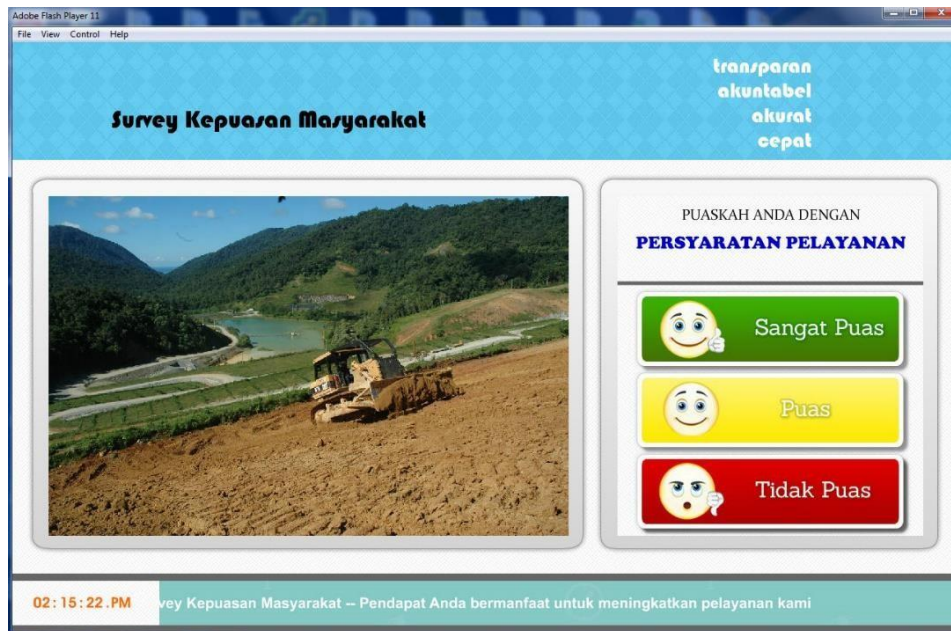 Adobe Flash Player 11
File View Control Help
transparan
akuntabel
akurat
cepat
Survey Kepuasan Masyarakat
PUASKAH ANDA DENGAN
PERSYARATAN PELAYANAN
Sangat Puas
Puas
Tidak Puas
02:15:22.PM
vey Kepuasan Masyarakat -- Pendapat Anda bermanfaat untuk meningkatkan pelayanan kami